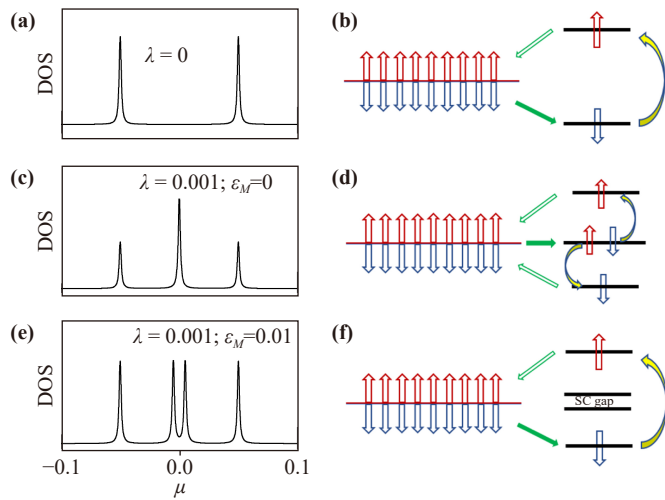 (a)
DOS
λ = 0
(b)
(c)
DOS
λ = 0.001; εM=0
(d)
(e)
DOS
λ = 0.001; εM=0.01
−0.1
0.0
0.1
μ
(f)
SC gap